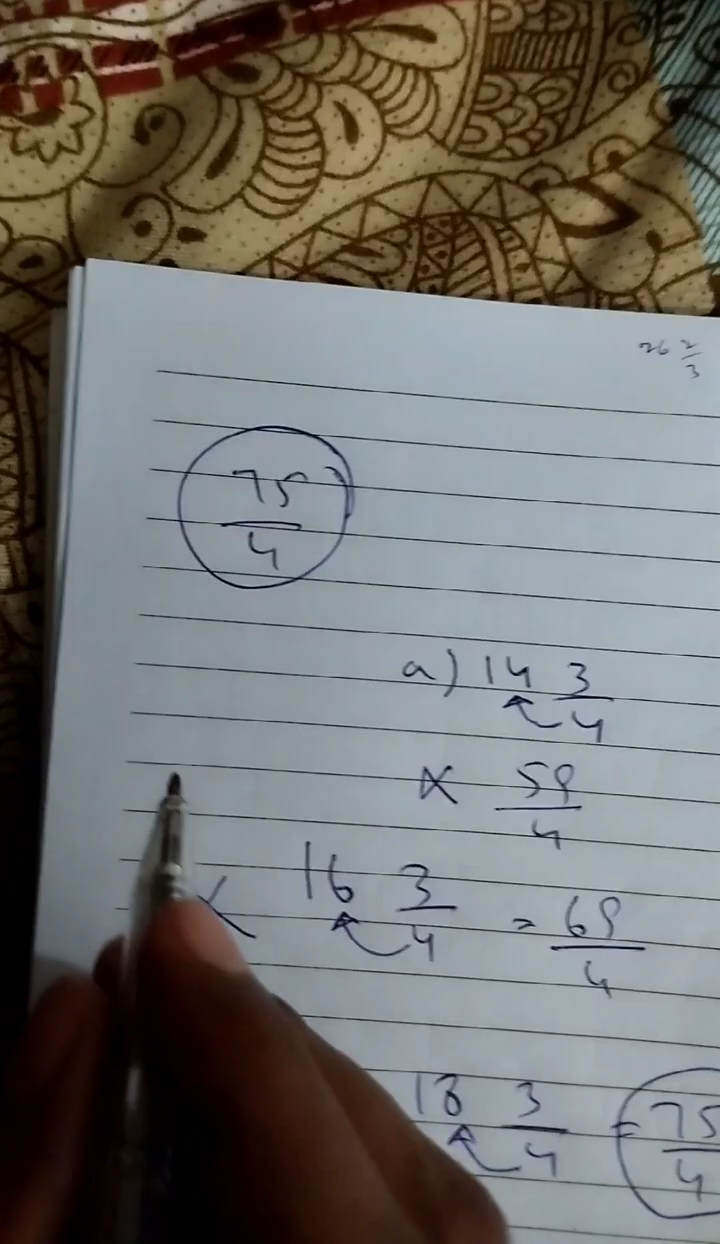 26 2/3
75/4
a) 14 3/4
× 59/4
× 16 3/4 = 69/4
18 3/4 = 75/4